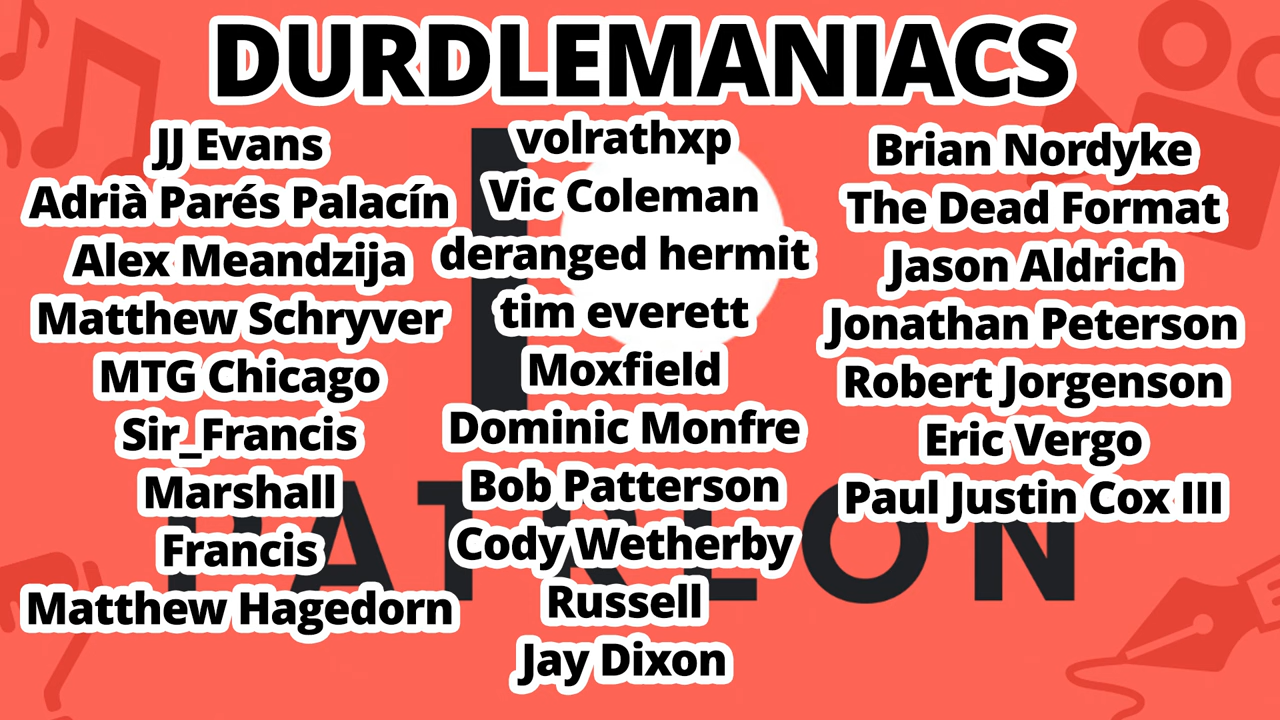 DURDLEMANIACS
JJ Evans
Adrià Parés Palacín
Alex Meandzija
Matthew Schryver
MTG Chicago
Sir_Francis
Marshall
Francis
Matthew Hagedorn
volrathxp
Vic Coleman
deranged hermit
tim everett
Moxfield
Dominic Monfre
Bob Patterson
Cody Wetherby
Russell
Jay Dixon
Brian Nordyke
The Dead Format
Jason Aldrich
Jonathan Peterson
Robert Jorgenson
Eric Vergo
Paul Justin Cox III
PATREON